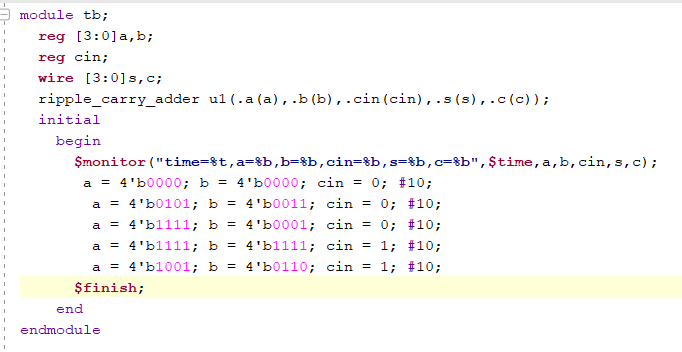 module tb;
reg [3:0]a,b;
reg cin;
wire [3:0]s,c;
ripple_carry_adder u1(.a(a),.b(b),.cin(cin),.s(s),.c(c));
initial
begin
$monitor("time=%t,a=%b,b=%b,cin=%b,s=%b,c=%b",$time,a,b,cin,s,c);
a = 4'b0000; b = 4'b0000; cin = 0; #10;
a = 4'b0101; b = 4'b0011; cin = 0; #10;
a = 4'b1111; b = 4'b0001; cin = 0; #10;
a = 4'b1111; b = 4'b1111; cin = 1; #10;
a = 4'b1001; b = 4'b0110; cin = 1; #10;
$finish;
end
endmodule